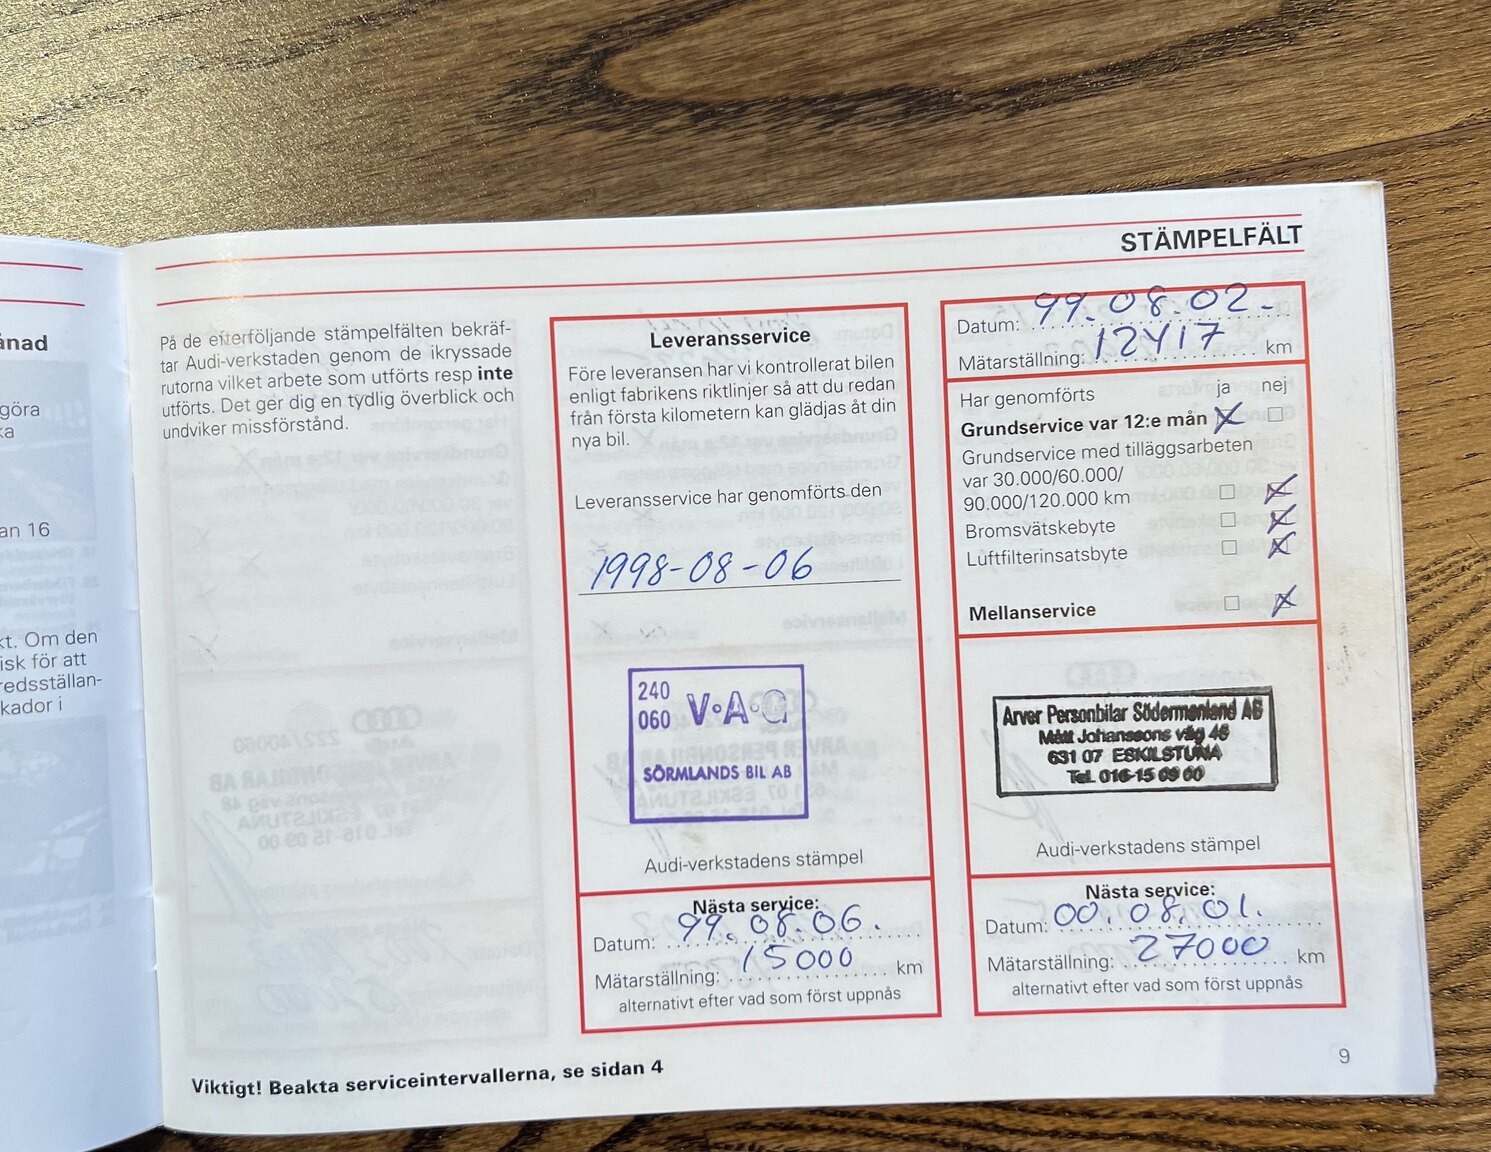 ånad
göra
ka
an 16
kt. Om den
isk för att
redsställan-
kador i
STÄMPELFÄLT
På de efterföljande stämpelfälten bekräf-
tar Audi-verkstaden genom de ikryssade
rutorna vilket arbete som utförts resp inte
utförts. Det ger dig en tydlig överblick och
undviker missförstånd.
Leveransservice
Före leveransen har vi kontrollerat bilen
enligt fabrikens riktlinjer så att du redan
från första kilometern kan glädjas åt din
nya bil.
Leveransservice har genomförts den
1998-08-06
240
060 V•A•G
SÖRMLANDS BIL AB
Audi-verkstadens stämpel
Nästa service:
Datum: 99.08.06.
Mätarställning: 15000 km
alternativt efter vad som först uppnås
Datum: 99.08.02.-
Mätarställning: 12417 km
Har genomförts ja nej
Grundservice var 12:e mån
Grundservice med tilläggsarbeten
var 30.000/60.000/
90.000/120.000 km
Bromsvätskebyte
Luftfilterinsatsbyte
Mellanservice
Arver Personbilar Södermanland AB
Mått Johanssons väg 48
631 07 ESKILSTUNA
Tel. 016-15 09 00
Audi-verkstadens stämpel
Nästa service:
Datum: 00.08.01.
Mätarställning: 27000 km
alternativt efter vad som först uppnås
Viktigt! Beakta serviceintervallerna, se sidan 4
9